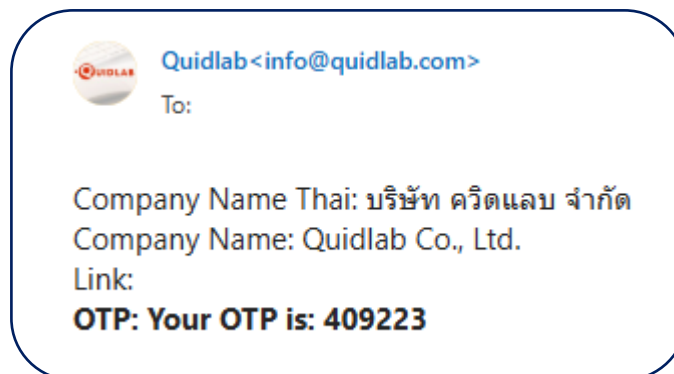 QUIDLAB
Quidlab<info@quidlab.com>
To:
Company Name Thai: บริษัท ควิดแลบ จำกัด
Company Name: Quidlab Co., Ltd.
Link:
OTP: Your OTP is: 409223